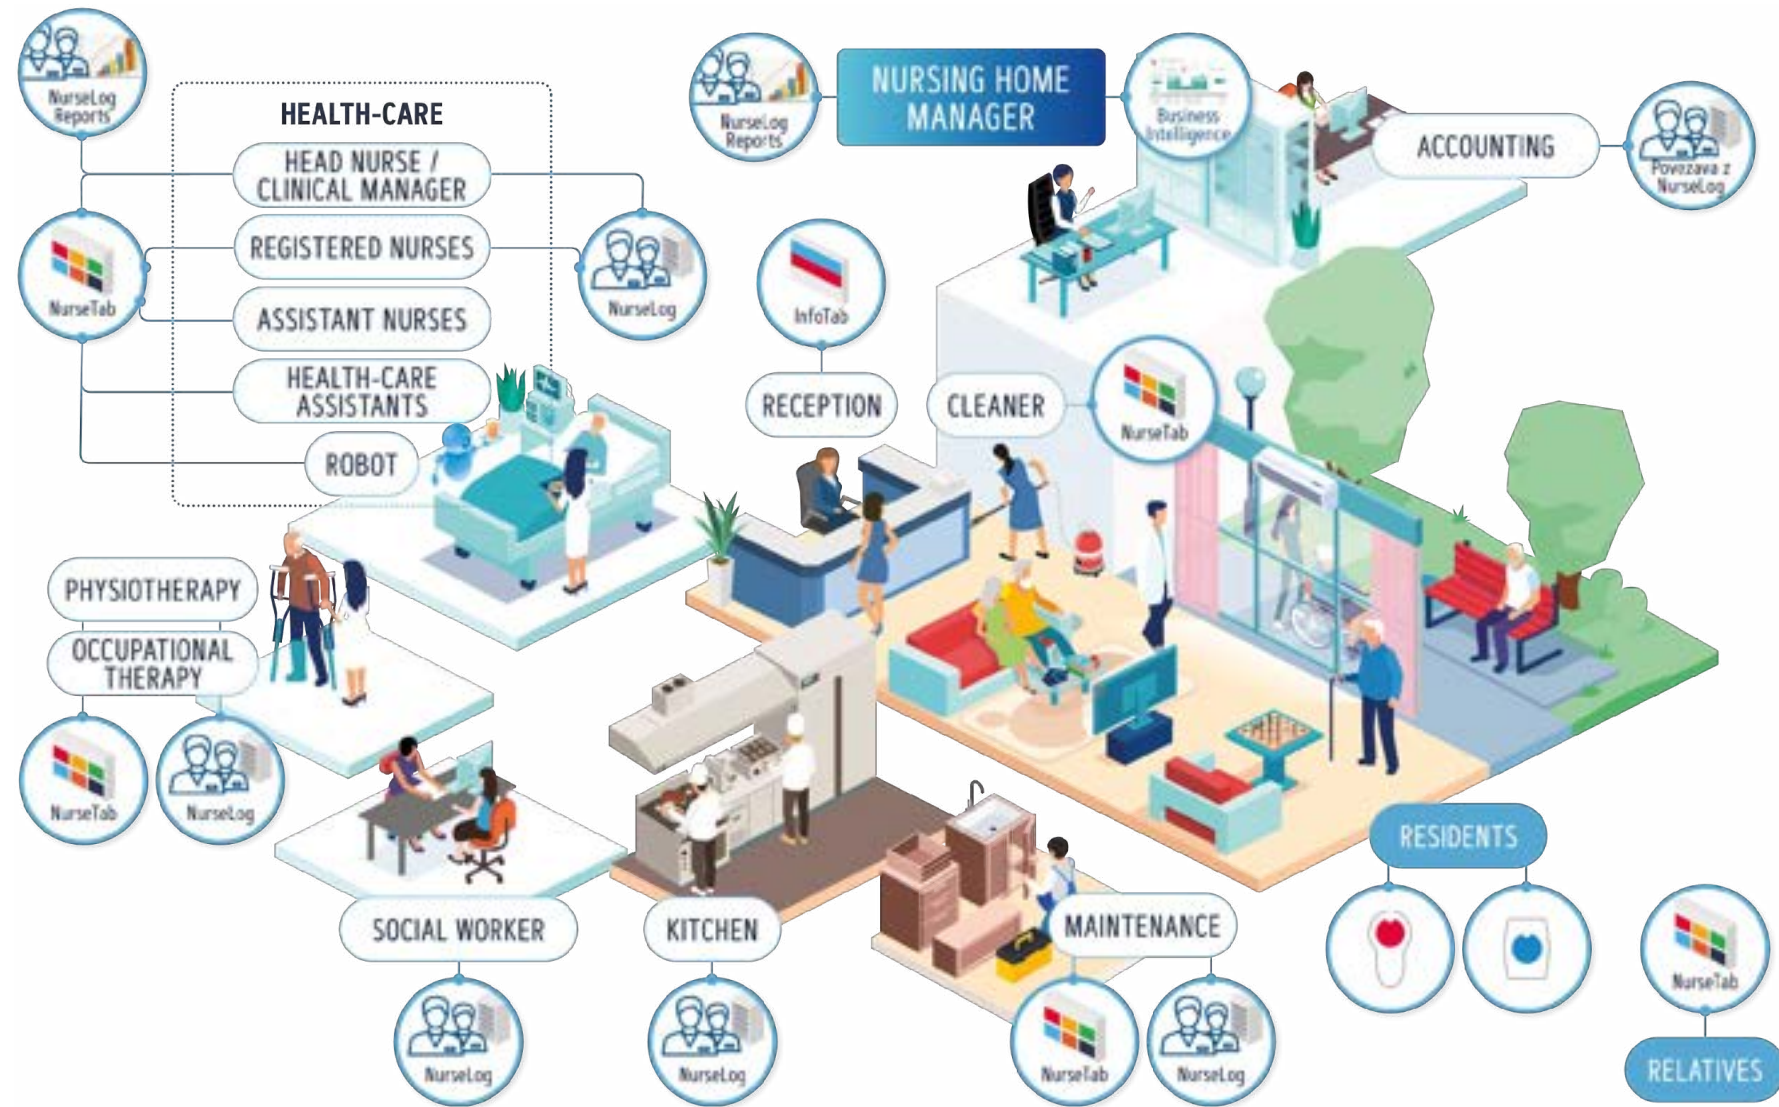 NurseLog
Reports
HEALTH-CARE
HEAD NURSE /
CLINICAL MANAGER
REGISTERED NURSES
ASSISTANT NURSES
HEALTH-CARE
ASSISTANTS
ROBOT
NurseTab
NurseLog
NurseLog
Reports
NURSING HOME
MANAGER
Business
Intelligence
ACCOUNTING
Povezava z
NurseLog
InfoTab
RECEPTION
CLEANER
NurseTab
PHYSIOTHERAPY
OCCUPATIONAL
THERAPY
NurseTab
NurseLog
SOCIAL WORKER
NurseLog
KITCHEN
NurseLog
MAINTENANCE
NurseTab
NurseLog
RESIDENTS
NurseTab
RELATIVES